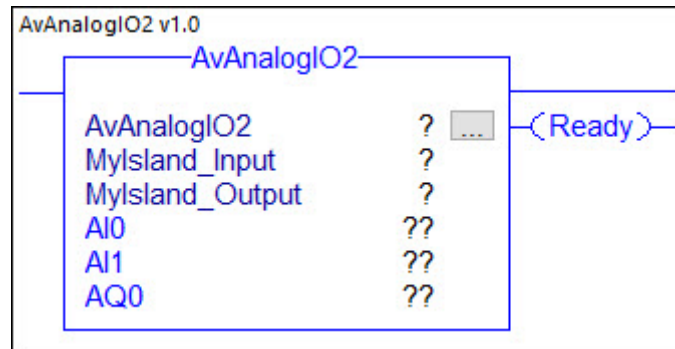 AvAnalogIO2 v1.0
AvAnalogIO2
AvAnalogIO2 ? ... Ready
MyIsland_Input ?
MyIsland_Output ?
AI0 ??
AI1 ??
AQ0 ??